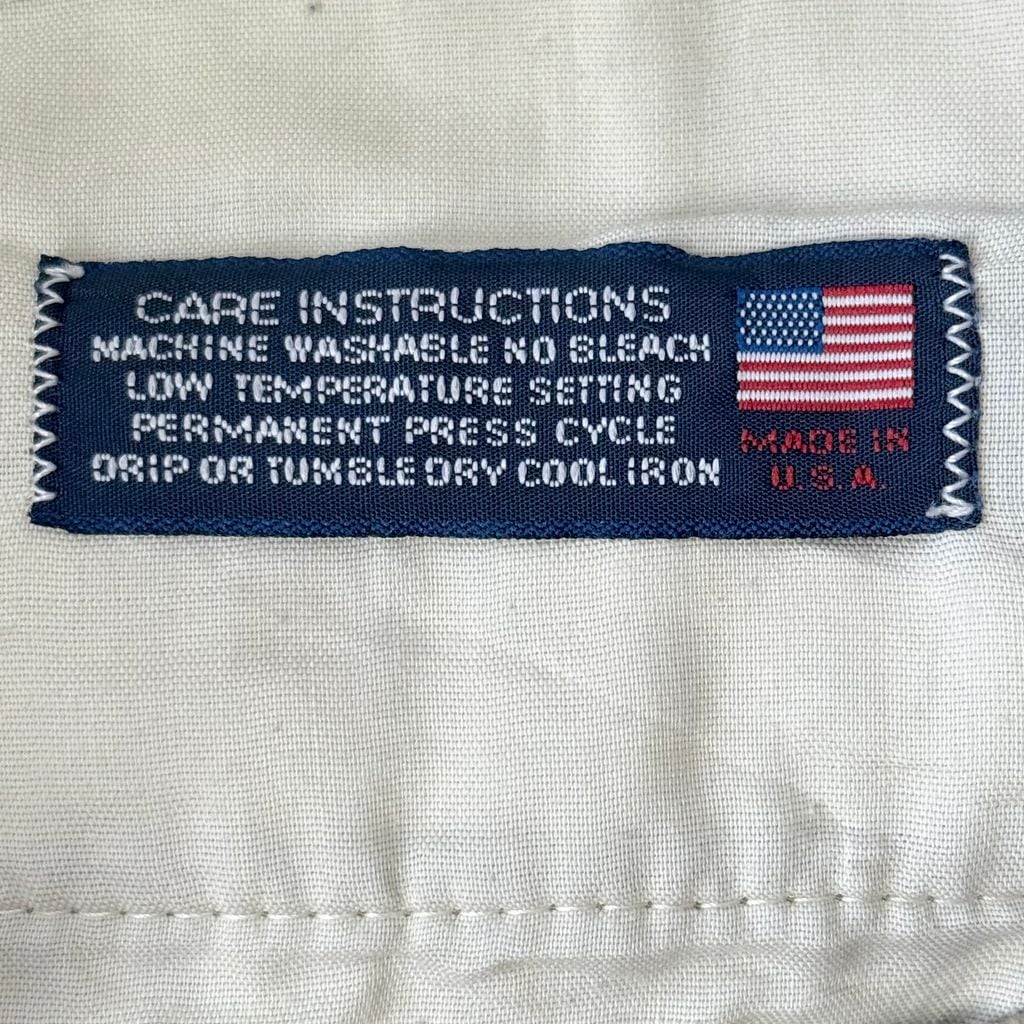 CARE INSTRUCTIONS
MACHINE WASHABLE NO BLEACH
LOW TEMPERATURE SETTING
PERMANENT PRESS CYCLE
DRIP OR TUMBLE DRY COOL IRON
MADE IN
U.S.A.